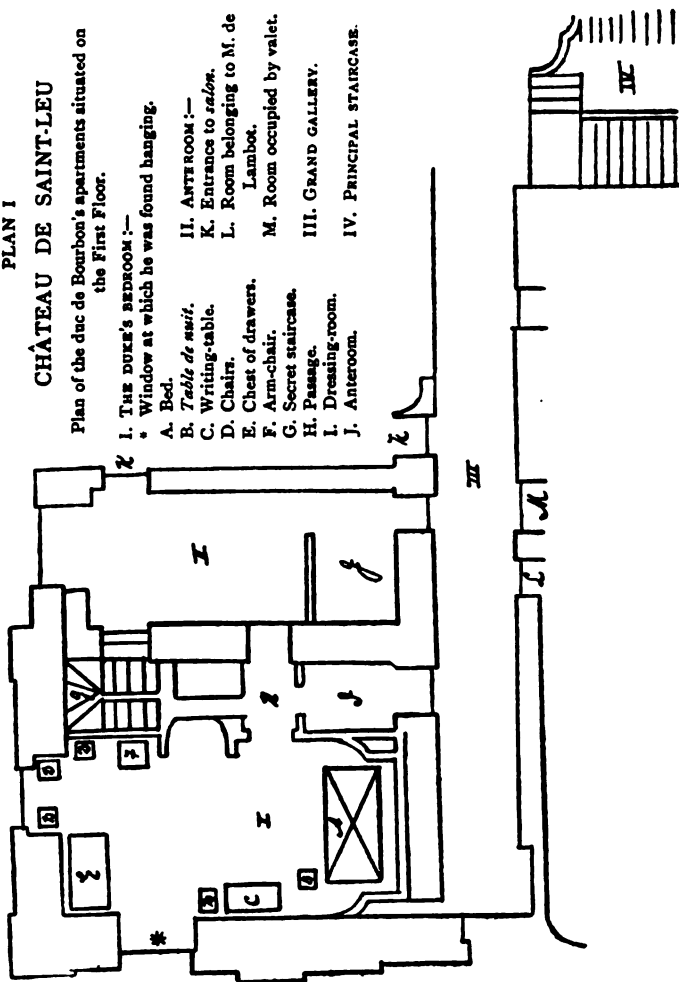 PLAN I
CHÂTEAU DE SAINT-LEU
Plan of the duc de Bourbon's apartments situated on
the First Floor.
I. THE DUKE'S BEDROOM:—
* Window at which he was found hanging.
A. Bed.
B. Table de nuit.
C. Writing-table.
D. Chairs.
E. Chest of drawers.
F. Arm-chair.
G. Secret staircase.
H. Passage.
I. Dressing-room.
J. Anteroom.
II. ANTEROOM:—
K. Entrance to salon.
L. Room belonging to M. de
Lambot.
M. Room occupied by valet.
III. GRAND GALLERY.
IV. PRINCIPAL STAIRCASE.
K
K
II
J
G
H
I
D
D
D
F
I
A
E
D
C
*
III
M
L
IV